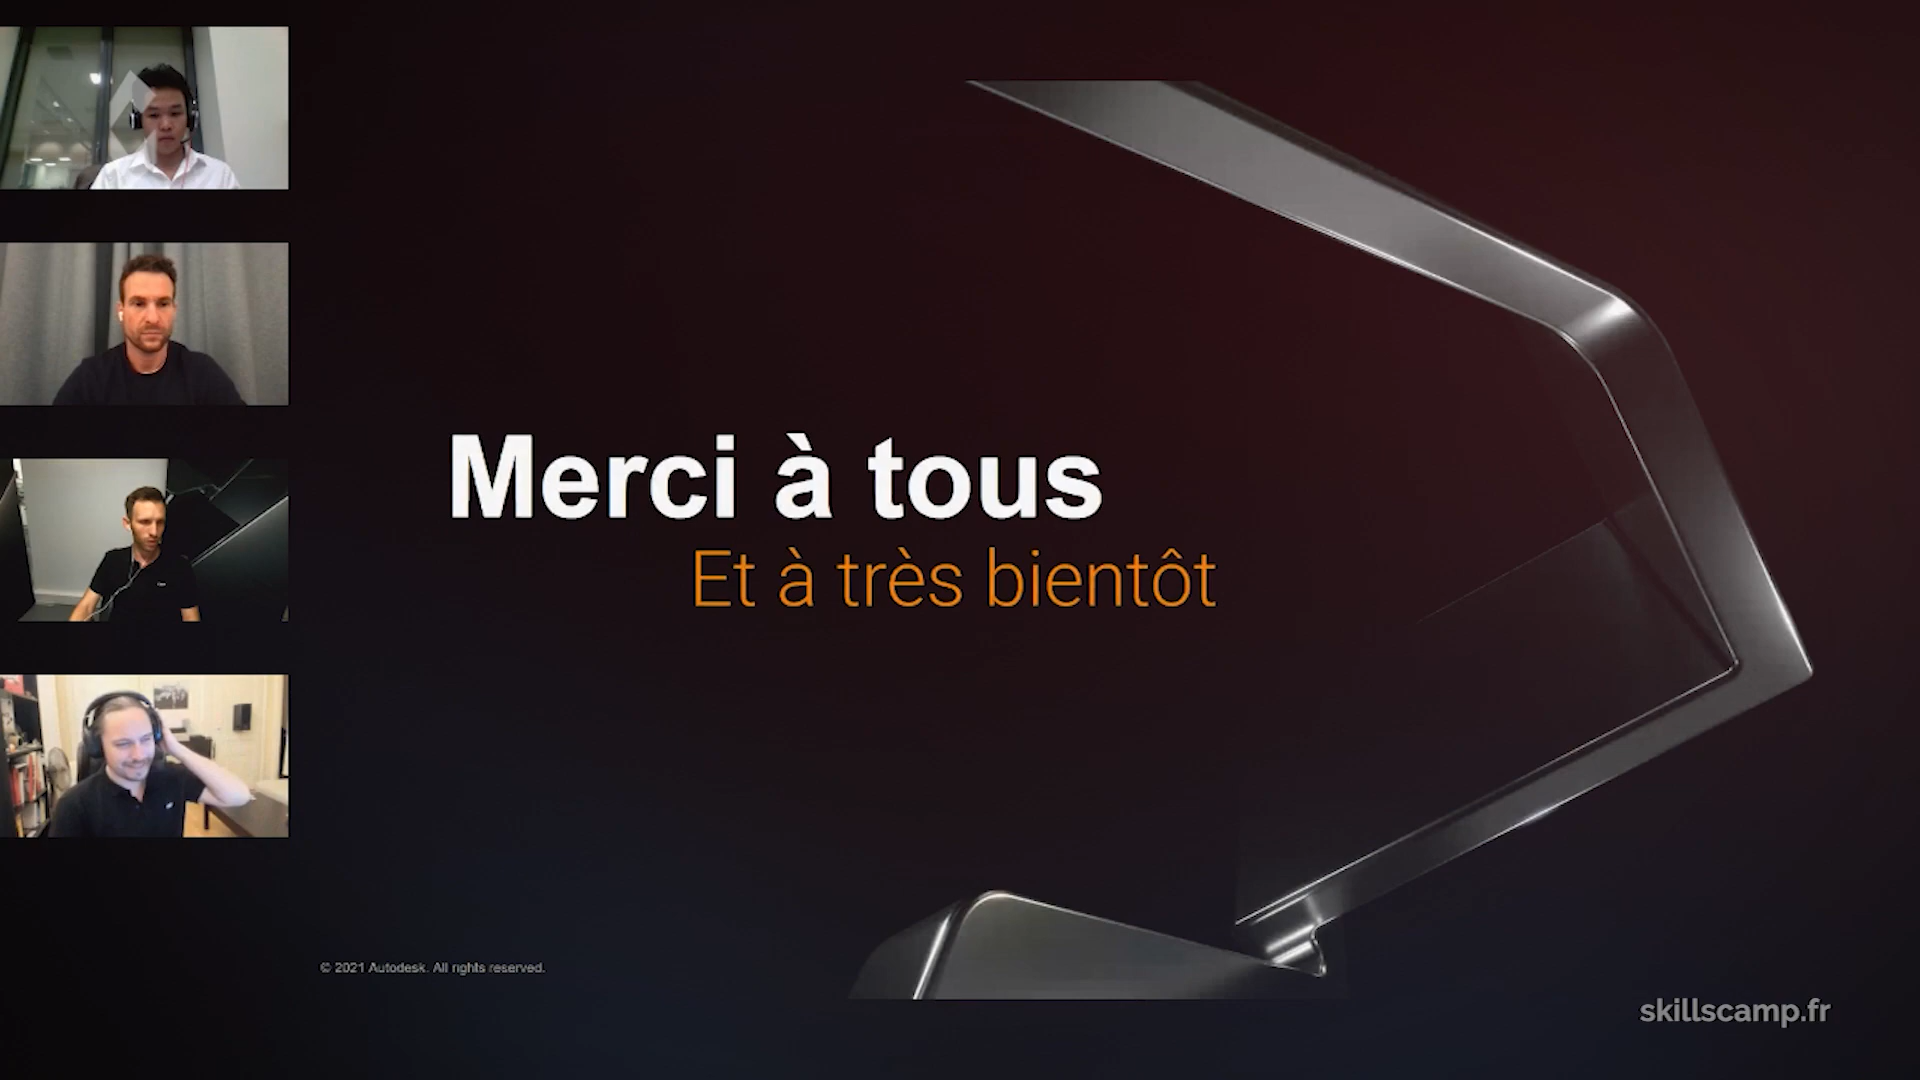 Merci à tous
Et à très bientôt
© 2021 Autodesk. All rights reserved.
skillscamp.fr